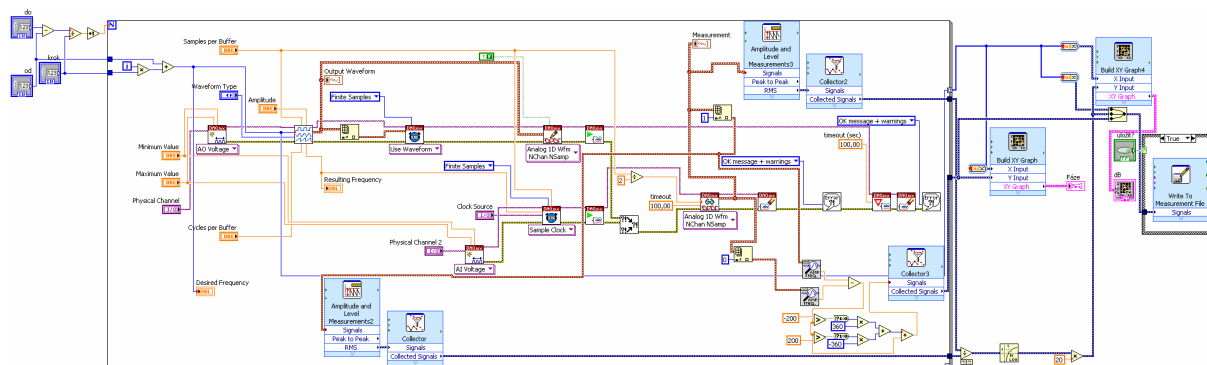 do
od
krok
N
i
Samples per Buffer
Waveform Type
Amplitude
Output Waveform
Finite Samples
Minimum Value
Maximum Value
Physical Channel
Cycles per Buffer
Desired Frequency
AO Voltage
Resulting Frequency
Use Waveform
Finite Samples
Clock Source
Sample Clock
Physical Channel 2
AI Voltage
Analog 1D Wfm
NChan NSamp
2
timeout
100,00
Analog 1D Wfm
NChan NSamp
0
1
Measurement
Amplitude and
Level
Measurements3
Signals
Peak to Peak
RMS
Collector2
Signals
Collected Signals
OK message + warnings
timeout (sec)
100,00
OK message + warnings
Collector3
Signals
Collected Signals
-200
360
200
-360
Amplitude and
Level
Measurements2
Signals
Peak to Peak
RMS
Collector
Signals
Collected Signals
Build XY Graph4
X Input
Y Input
XY Graph
Build XY Graph
X Input
Y Input
XY Graph
Fáze
uložit?
dB
True
Write To
Measurement File
Signals
LOG
20